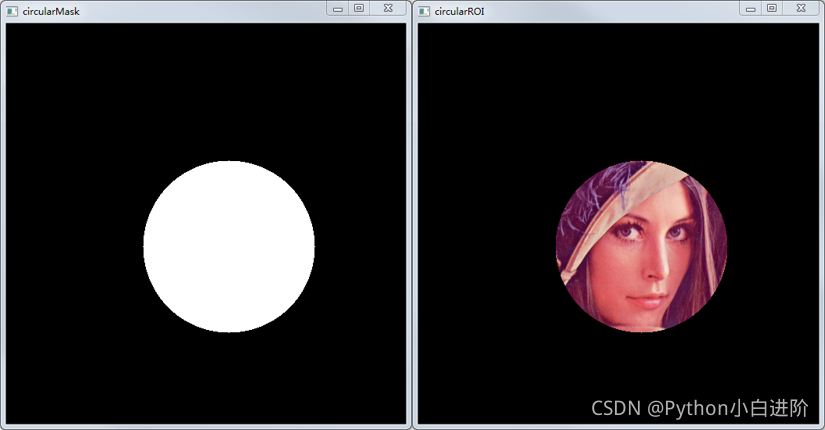 circularMask
circularROI
CSDN @Python小白进阶